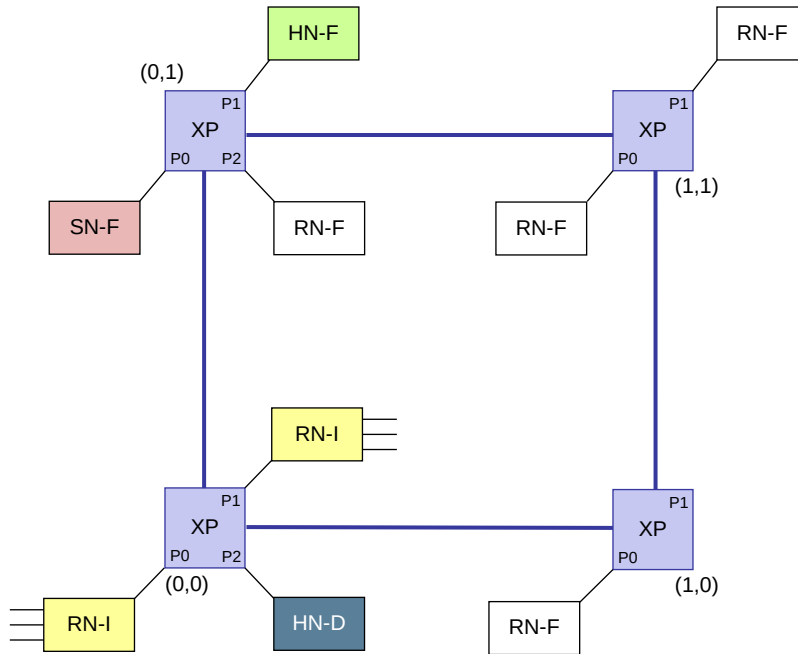 HN-F
RN-F
(0,1)
P1
XP
P0 P2
P1
XP
P0
(1,1)
SN-F
RN-F
RN-F
RN-I
P1
XP
P0 P2
(0,0)
P1
XP
P0
(1,0)
RN-I
HN-D
RN-F